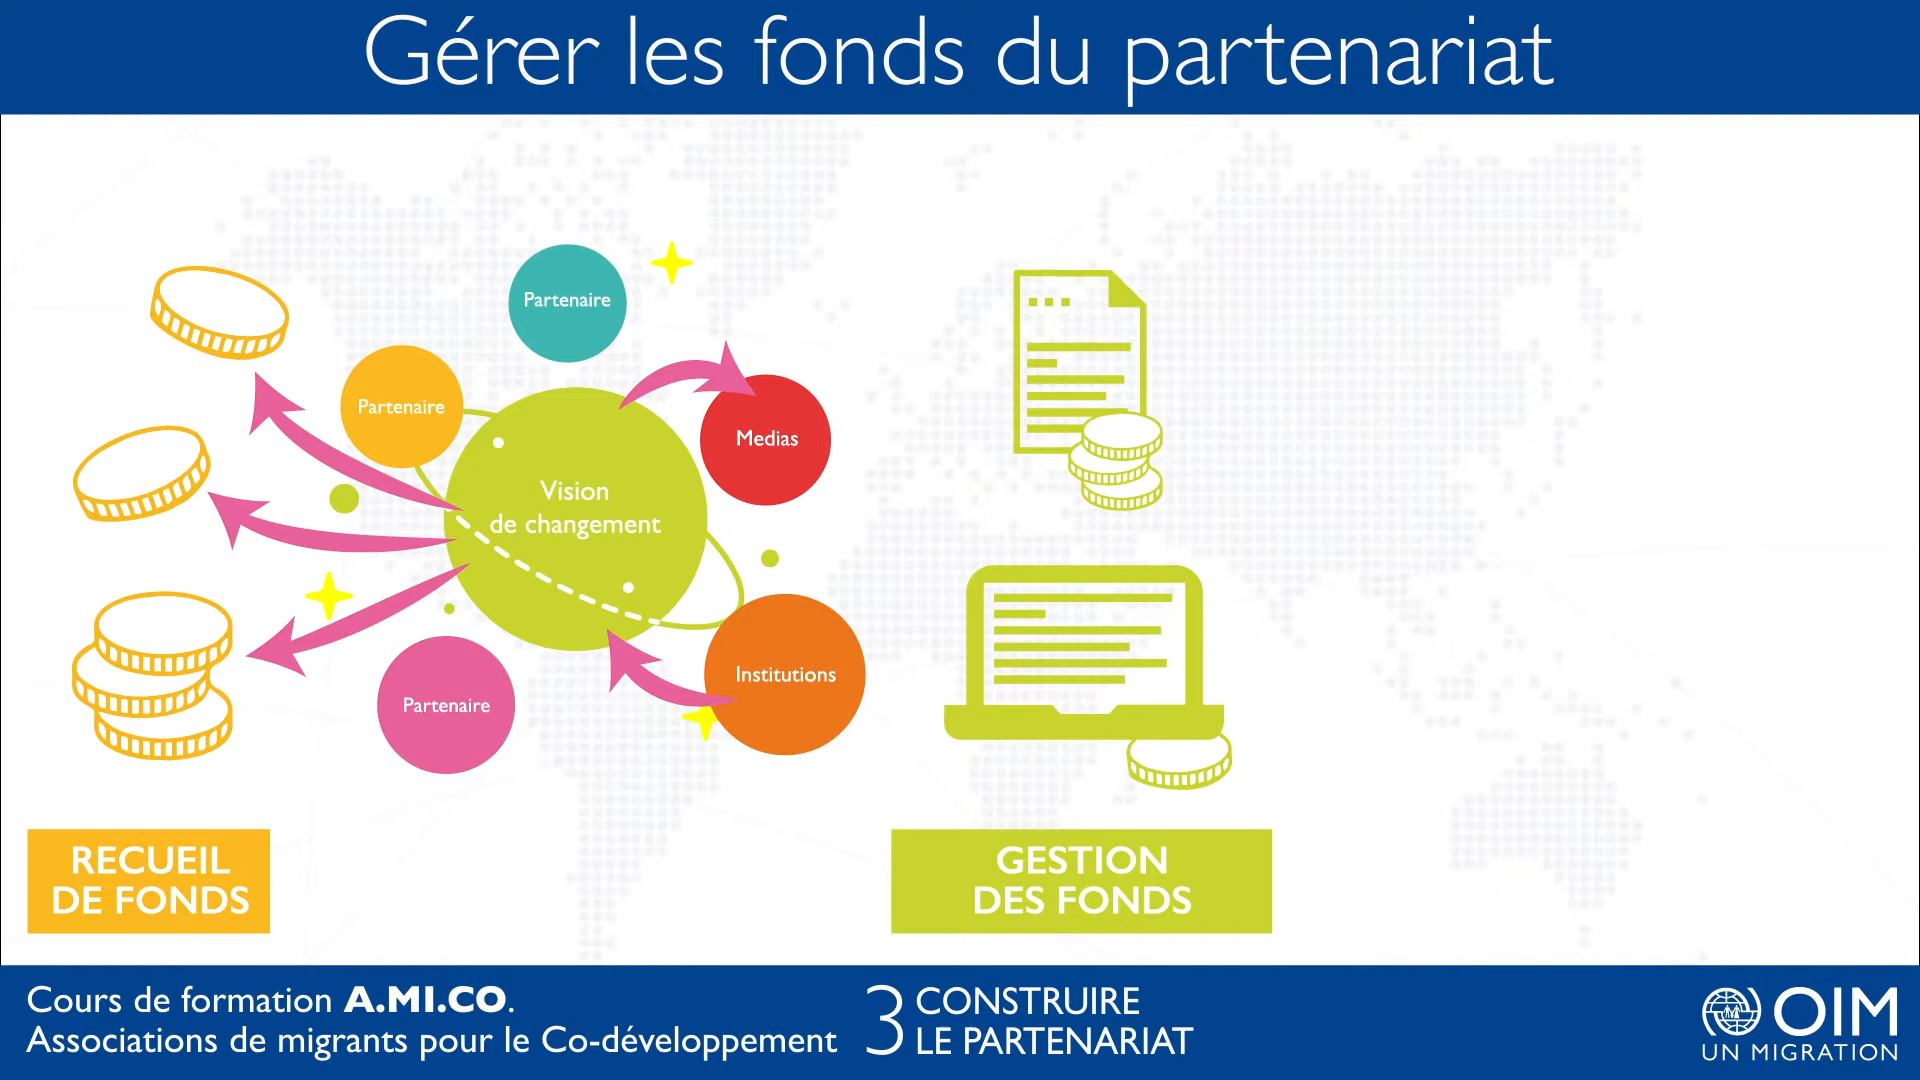 Gérer les fonds du partenariat
Partenaire
Partenaire
Medias
Vision
de changement
Institutions
Partenaire
RECUEIL
DE FONDS
GESTION
DES FONDS
Cours de formation A.MI.CO.
Associations de migrants pour le Co-développement
3 CONSTRUIRE
LE PARTENARIAT
OIM
UN MIGRATION